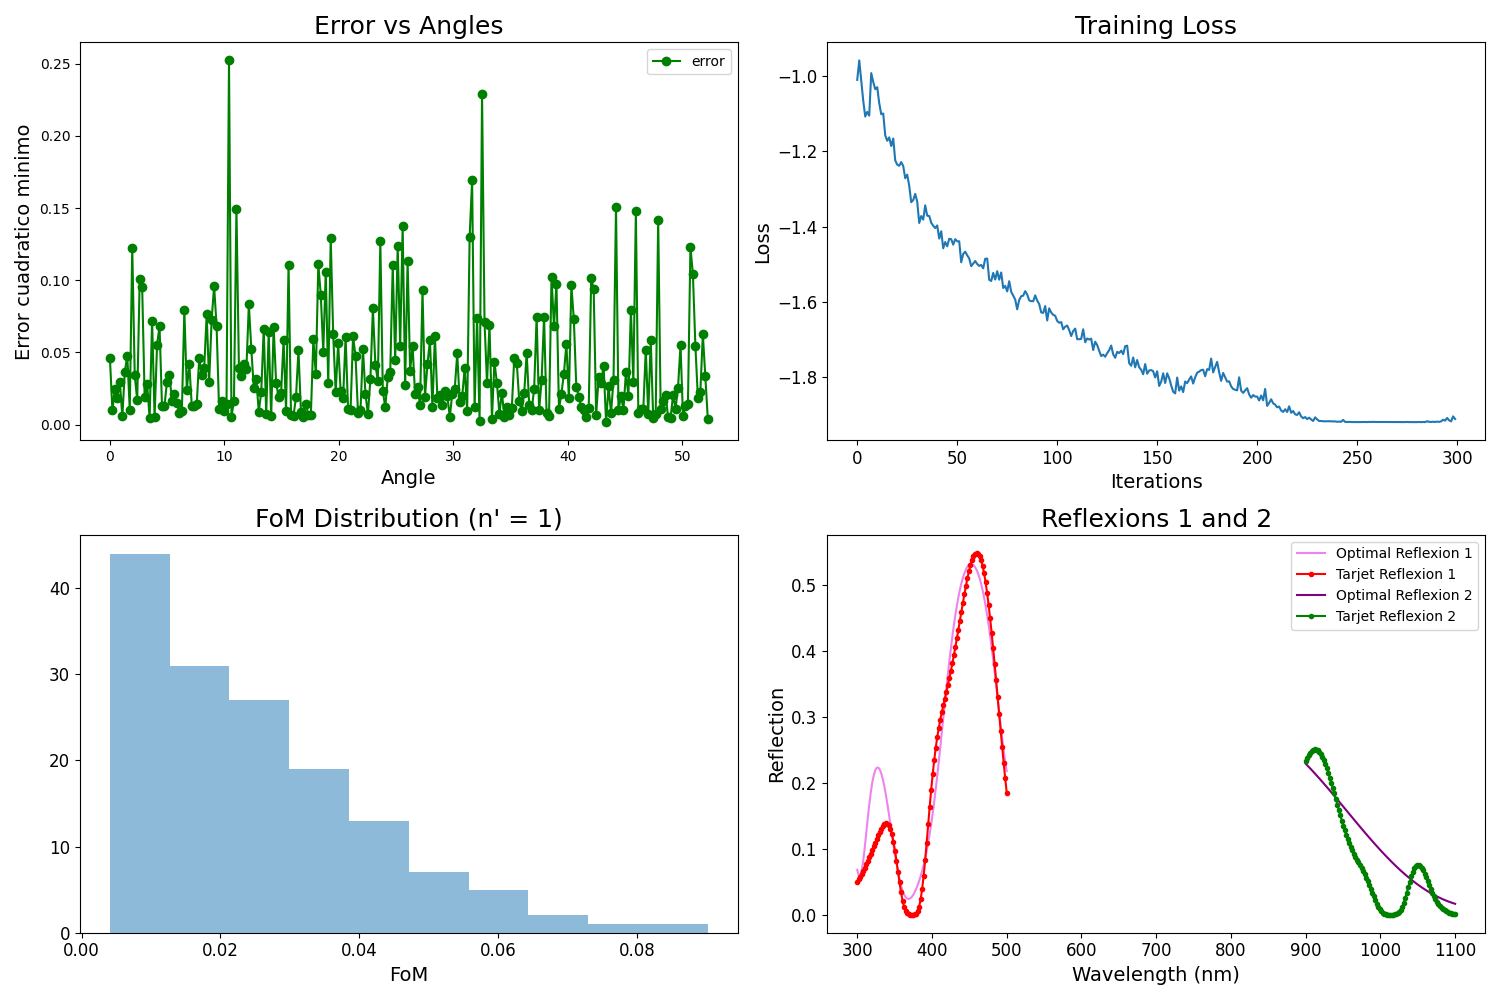 Error vs Angles
error
0.25
0.20
0.15
0.10
0.05
0.00
Error cuadratico minimo
0 10 20 30 40 50
Angle
Training Loss
−1.0
−1.2
−1.4
−1.6
−1.8
Loss
0 50 100 150 200 250 300
Iterations
FoM Distribution (n' = 1)
40
30
20
10
0
0.00 0.02 0.04 0.06 0.08
FoM
Reflexions 1 and 2
Optimal Reflexion 1
Tarjet Reflexion 1
Optimal Reflexion 2
Tarjet Reflexion 2
0.5
0.4
0.3
0.2
0.1
0.0
Reflection
300 400 500 600 700 800 900 1000 1100
Wavelength (nm)